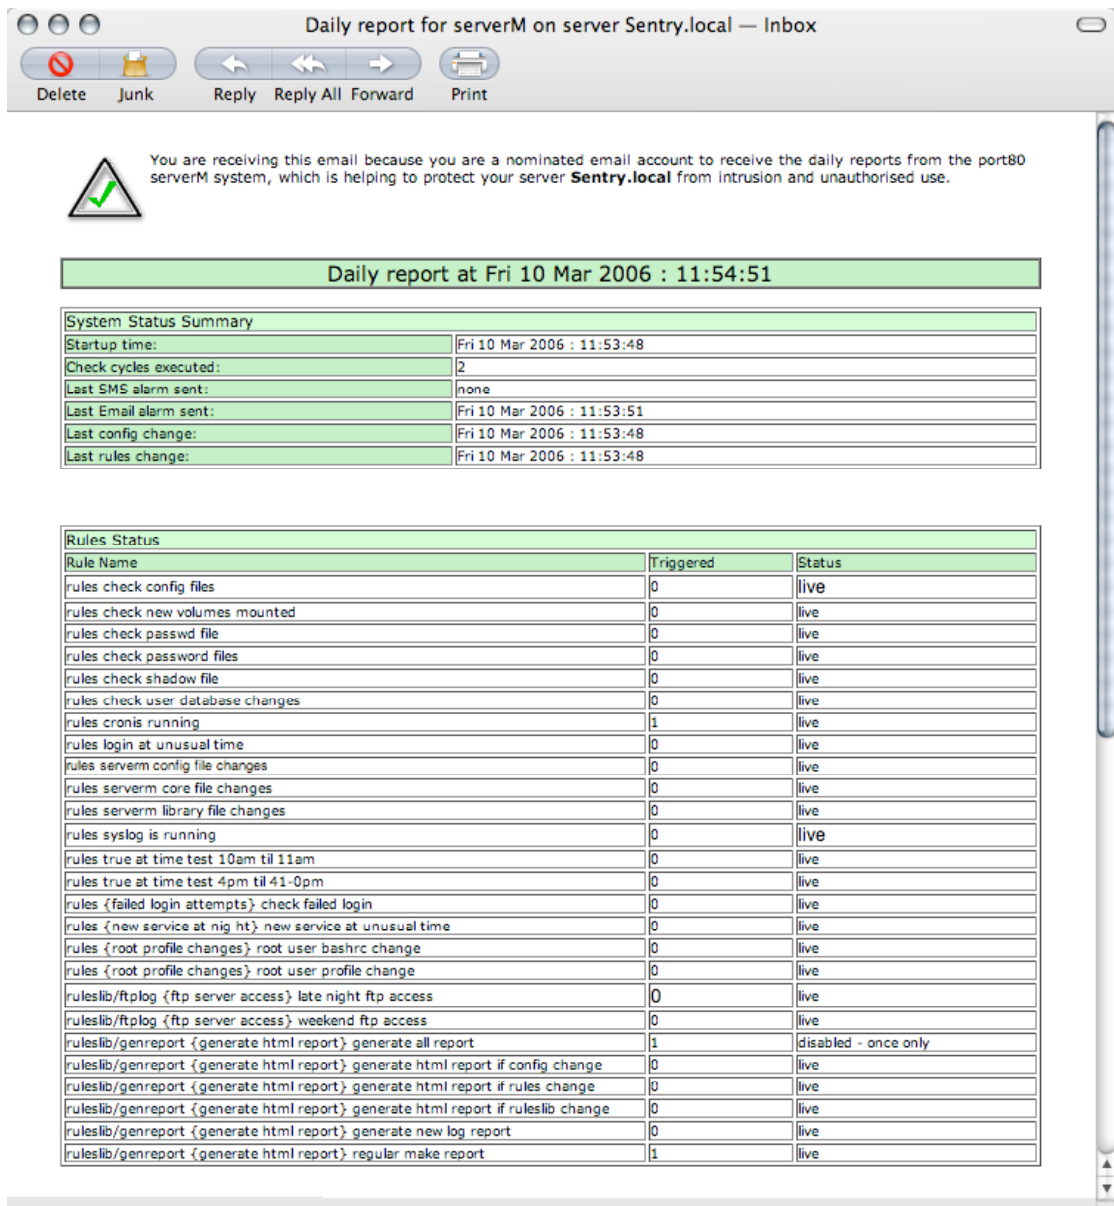 Daily report for serverM on server Sentry.local — Inbox
Delete Junk Reply Reply All Forward Print
You are receiving this email because you are a nominated email account to receive the daily reports from the port80
serverM system, which is helping to protect your server Sentry.local from intrusion and unauthorised use.
Daily report at Fri 10 Mar 2006 : 11:54:51
System Status Summary
Startup time: Fri 10 Mar 2006 : 11:53:48
Check cycles executed: 2
Last SMS alarm sent: none
Last Email alarm sent: Fri 10 Mar 2006 : 11:53:51
Last config change: Fri 10 Mar 2006 : 11:53:48
Last rules change: Fri 10 Mar 2006 : 11:53:48
Rules Status
Rule Name Triggered Status
rules check config files 0 live
rules check new volumes mounted 0 live
rules check passwd file 0 live
rules check password files 0 live
rules check shadow file 0 live
rules check user database changes 0 live
rules cronis running 1 live
rules login at unusual time 0 live
rules serverm config file changes 0 live
rules serverm core file changes 0 live
rules serverm library file changes 0 live
rules syslog is running 0 live
rules true at time test 10am til 11am 0 live
rules true at time test 4pm til 41-0pm 0 live
rules {failed login attempts} check failed login 0 live
rules {new service at nig ht} new service at unusual time 0 live
rules {root profile changes} root user bashrc change 0 live
rules {root profile changes} root user profile change 0 live
ruleslib/ftplog {ftp server access} late night ftp access 0 live
ruleslib/ftplog {ftp server access} weekend ftp access 0 live
ruleslib/genreport {generate html report} generate all report 1 disabled - once only
ruleslib/genreport {generate html report} generate html report if config change 0 live
ruleslib/genreport {generate html report} generate html report if rules change 0 live
ruleslib/genreport {generate html report} generate html report if ruleslib change 0 live
ruleslib/genreport {generate html report} generate new log report 0 live
ruleslib/genreport {generate html report} regular make report 1 live